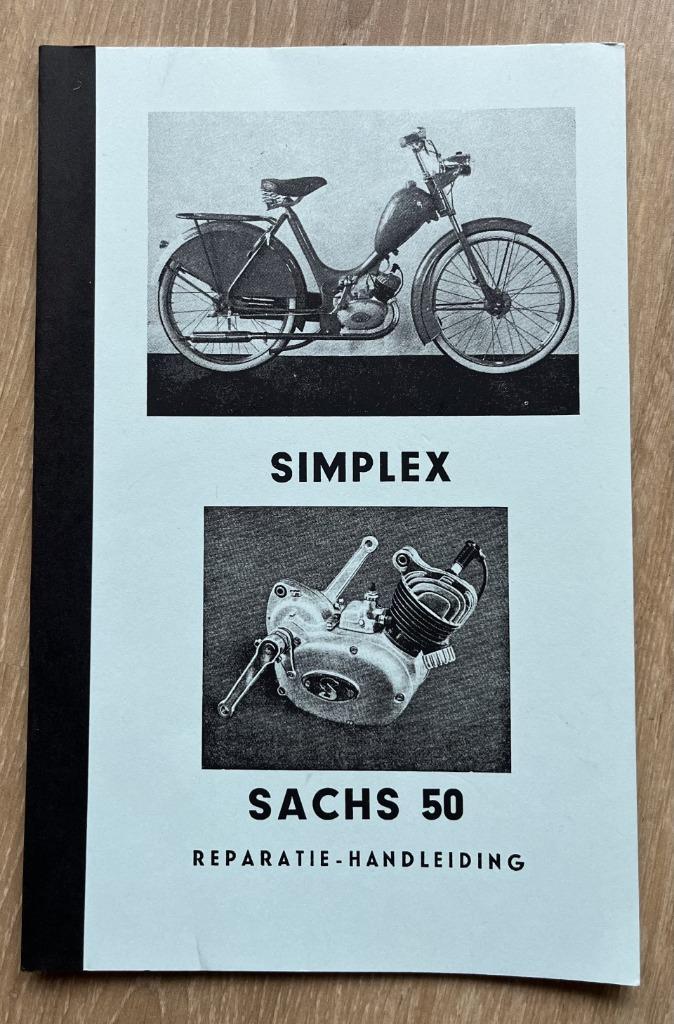 SIMPLEX
SACHS 50
REPARATIE-HANDLEIDING